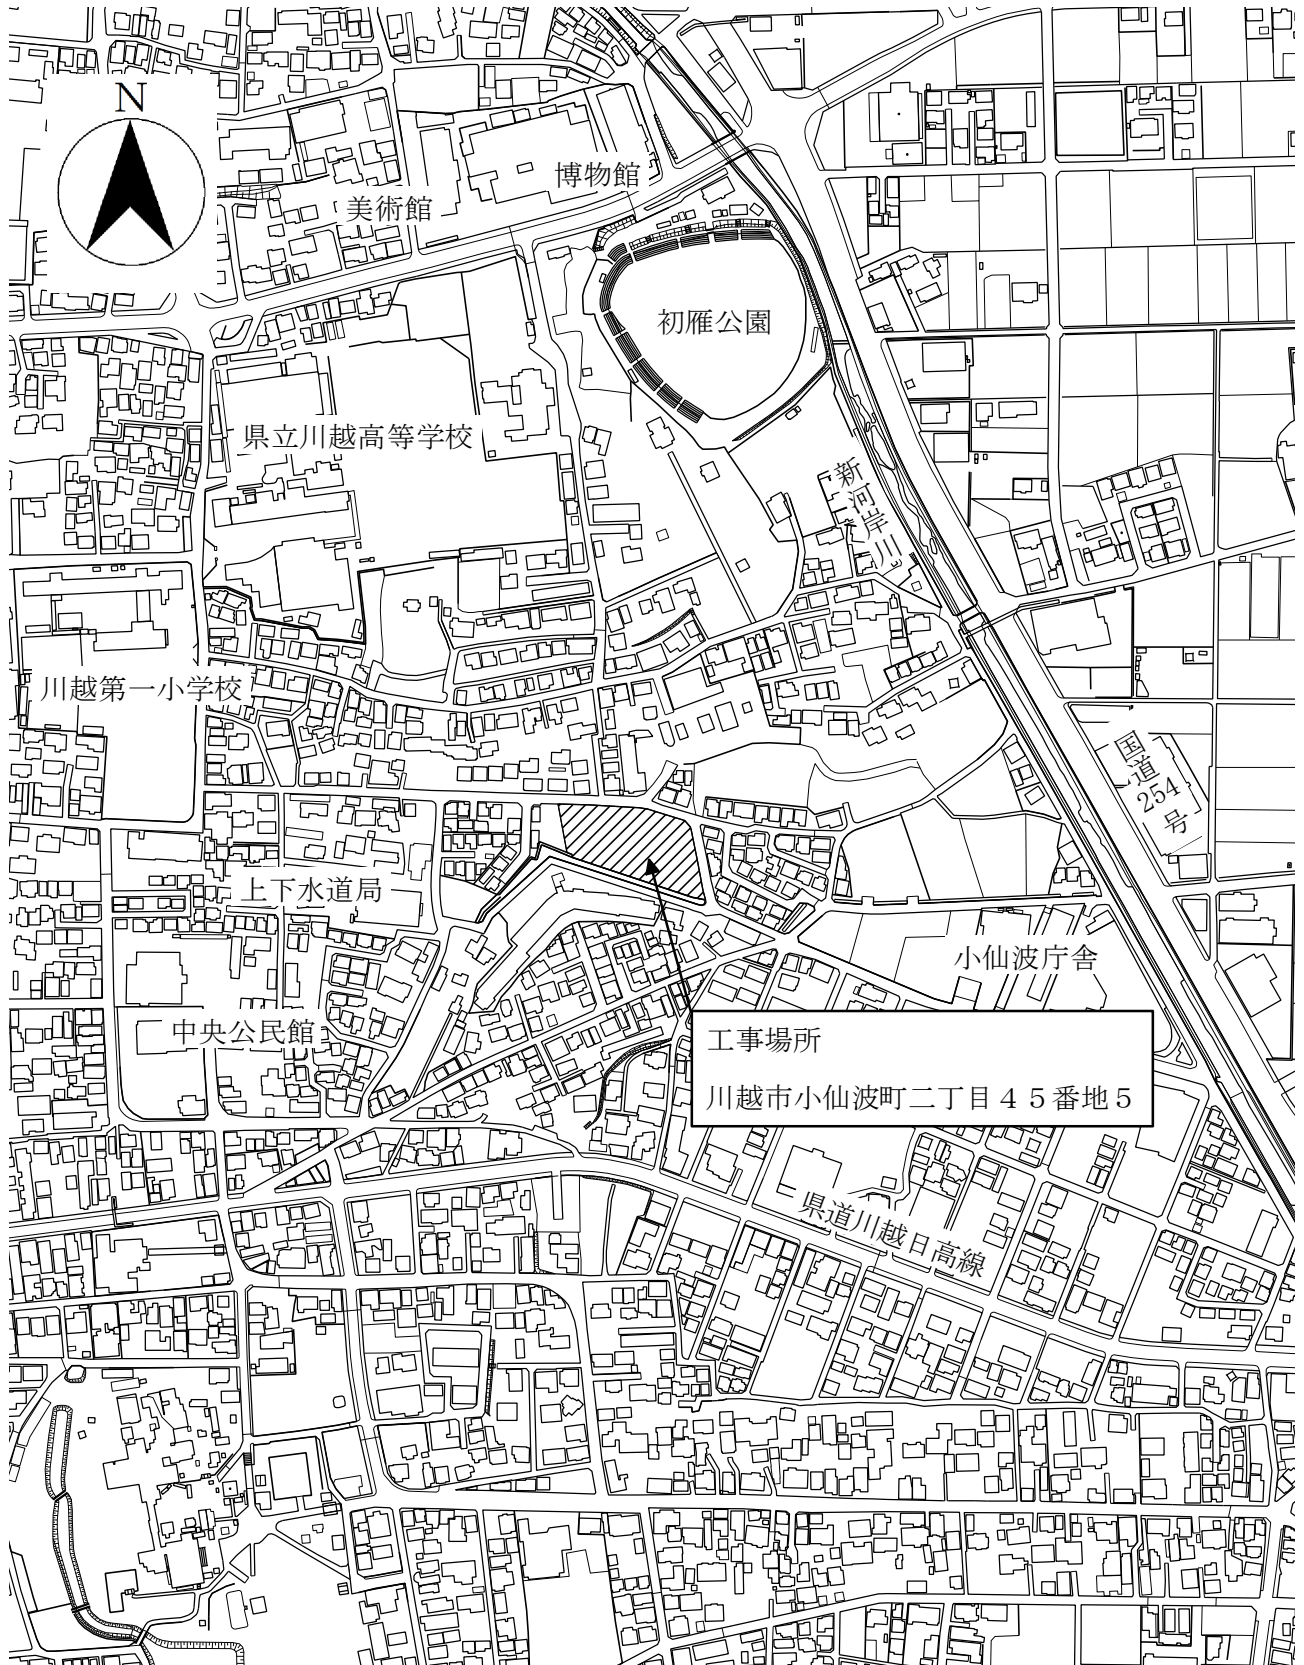 N
博物館
美術館
初雁公園
県立川越高等学校
新河岸川
川越第一小学校
国道254号
上下水道局
小仙波庁舎
中央公民館
工事場所
川越市小仙波町二丁目４５番地５
県道川越日高線